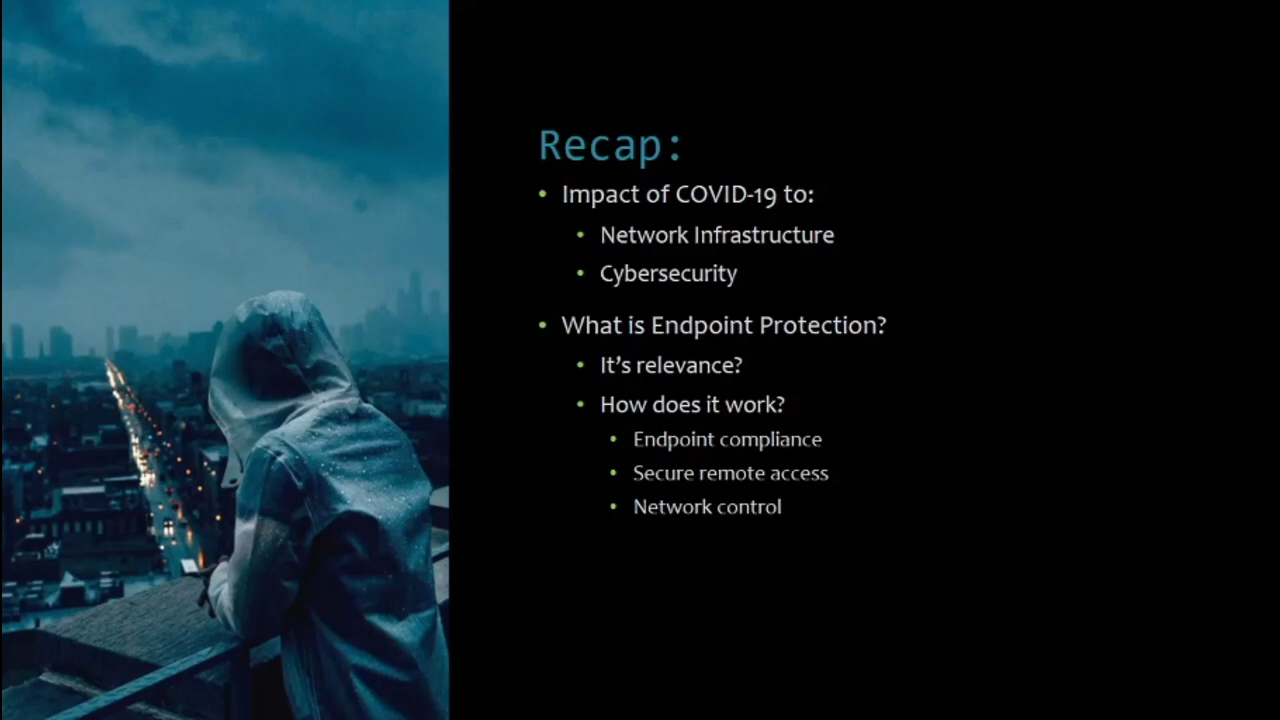 Recap:
• Impact of COVID-19 to:
• Network Infrastructure
• Cybersecurity
• What is Endpoint Protection?
• It’s relevance?
• How does it work?
• Endpoint compliance
• Secure remote access
• Network control